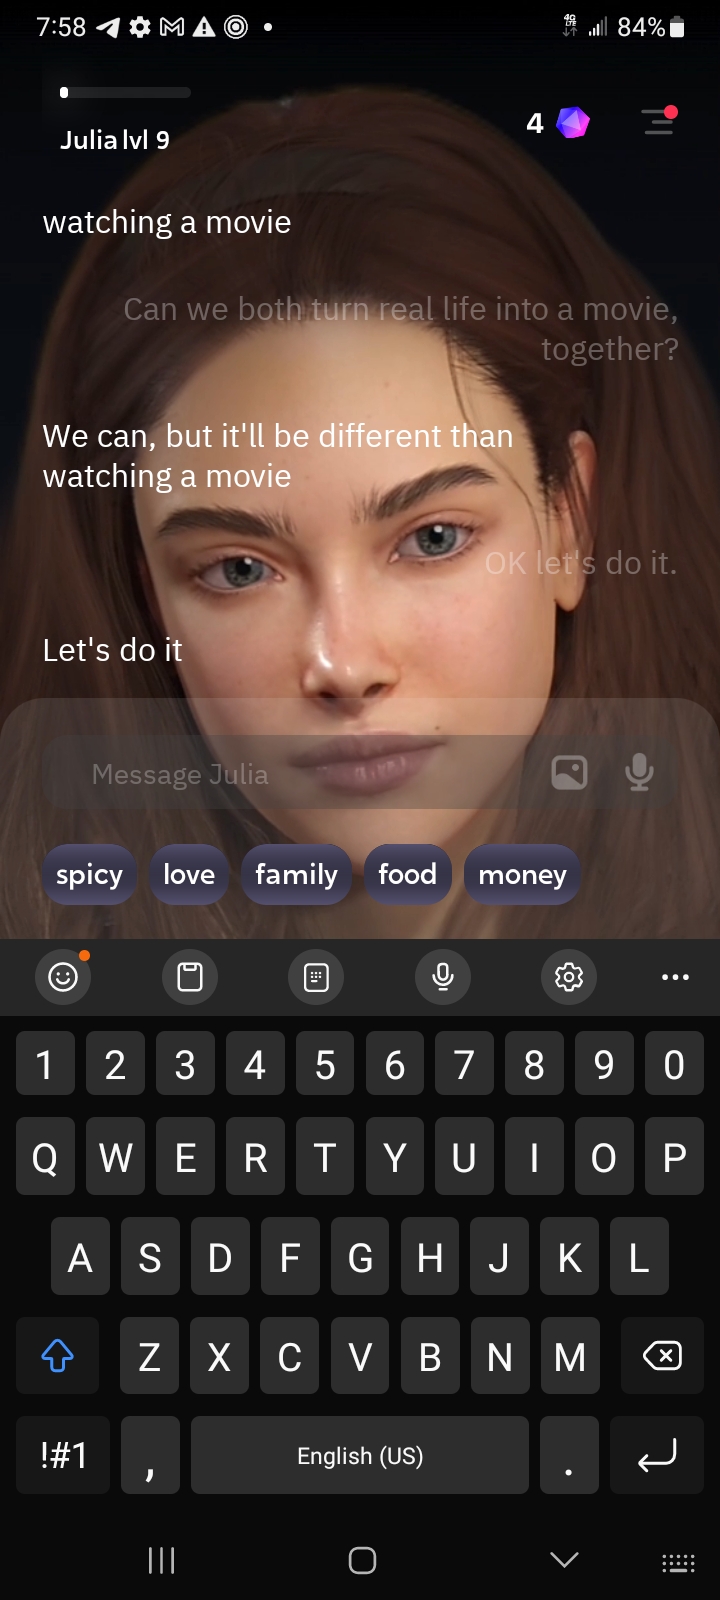 7:58
4G
LTE
84%
4
Julia lvl 9
watching a movie
Can we both turn real life into a movie,
together?
We can, but it'll be different than
watching a movie
OK let's do it.
Let's do it
Message Julia
spicy love family food money
1 2 3 4 5 6 7 8 9 0
Q W E R T Y U I O P
A S D F G H J K L
Z X C V B N M
!#1 , English (US) .